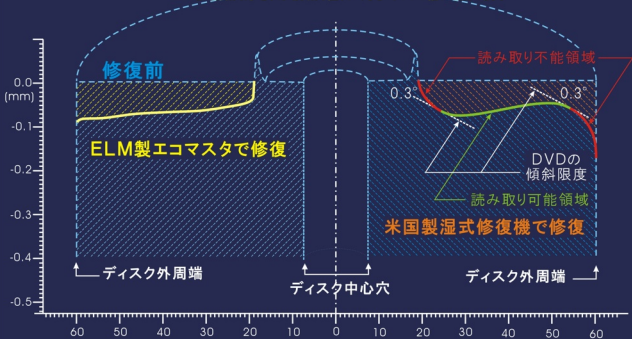 修復前
読み取り不能領域
0.0
(mm)
-0.1
-0.2
-0.3
-0.4
-0.5
0.3°
0.3°
ELM製エコマスタで修復
DVDの
傾斜限度
読み取り可能領域
米国製湿式修復機で修復
ディスク外周端
ディスク中心穴
ディスク外周端
60 50 40 30 20 10 0 10 20 30 40 50 60